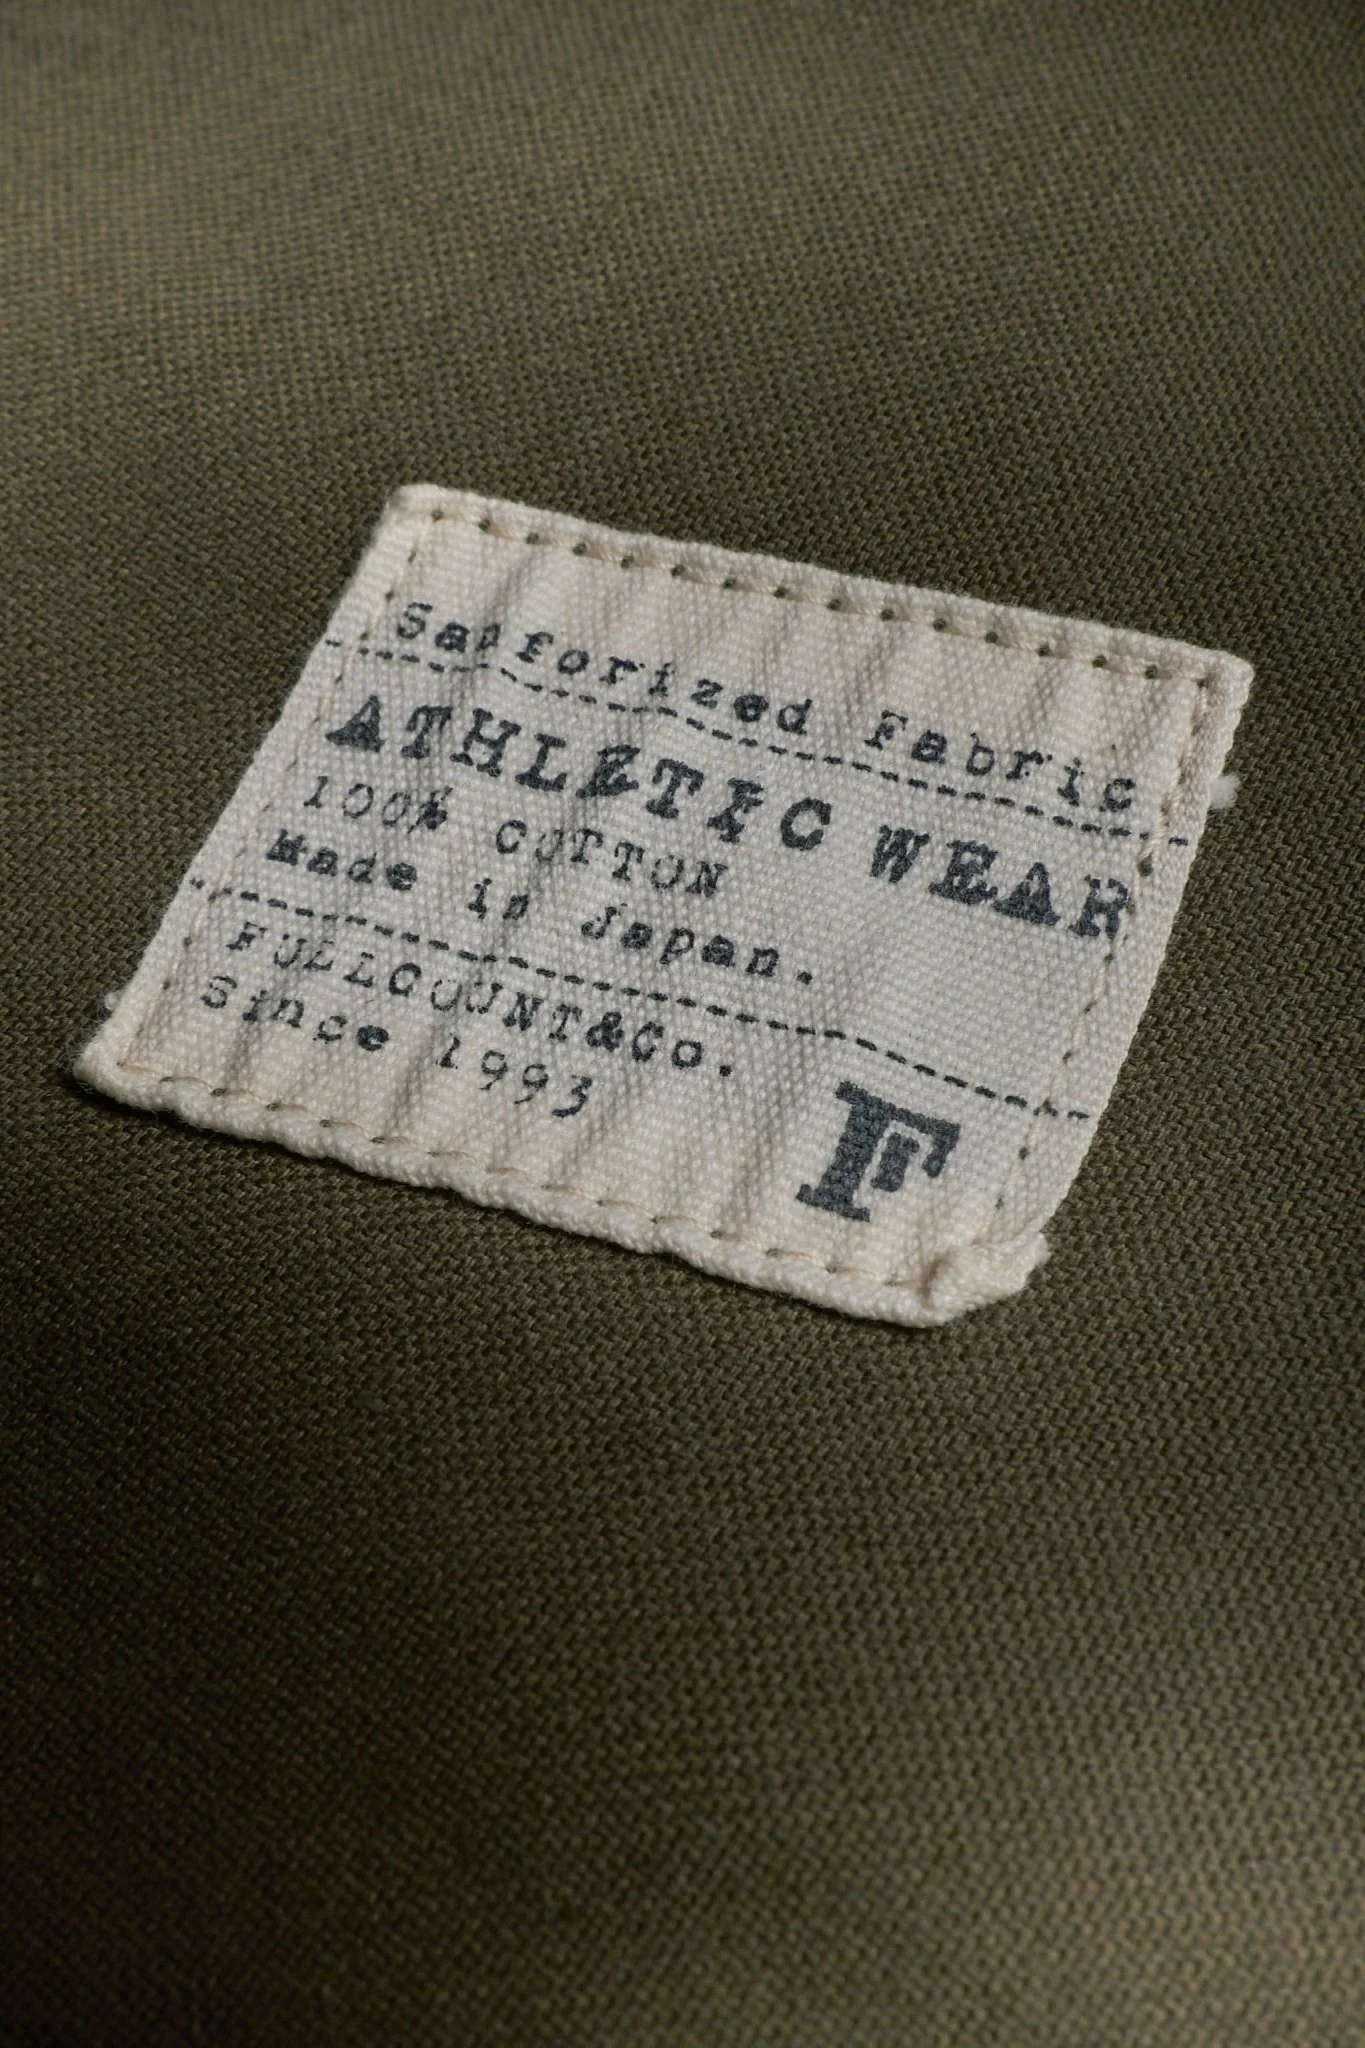 Sanforized Fabric
ATHLETIC WEAR
100% COTTON
Made in Japan.
FULLCOUNT&Co.
Since 1993
F